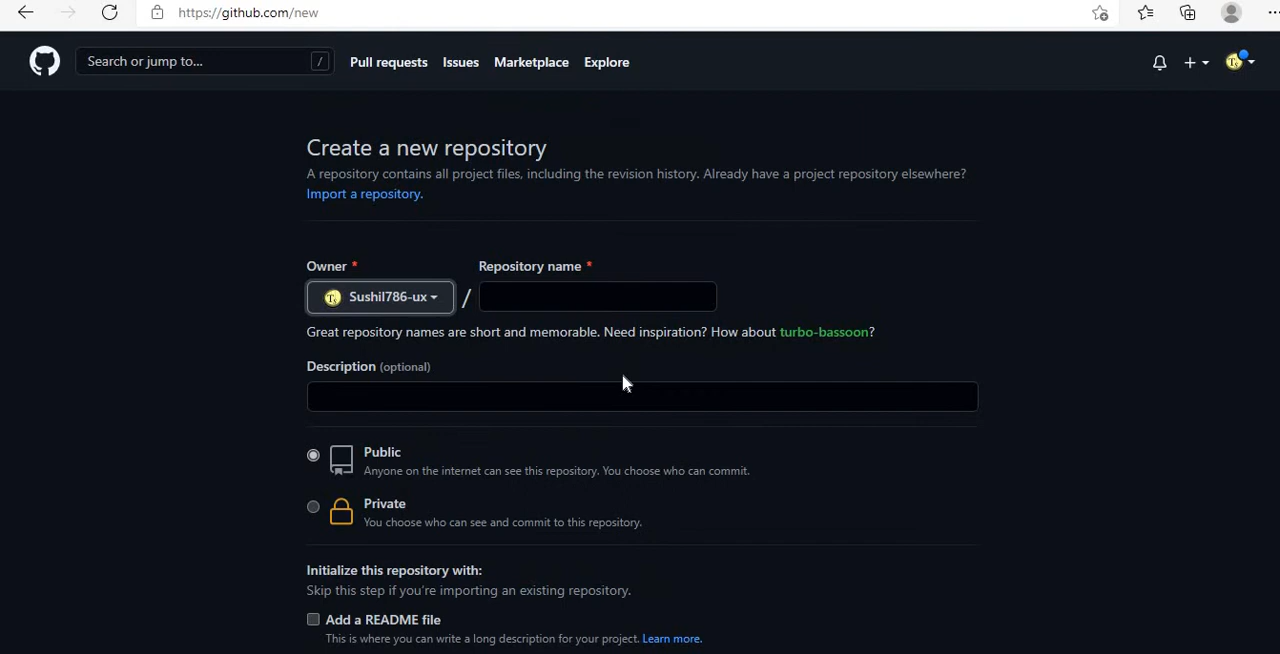 https://github.com/new
Search or jump to... /
Pull requests Issues Marketplace Explore
Create a new repository
A repository contains all project files, including the revision history. Already have a project repository elsewhere?
Import a repository.
Owner * Repository name *
Sushil786-ux /
Great repository names are short and memorable. Need inspiration? How about turbo-bassoon?
Description (optional)
Public
Anyone on the internet can see this repository. You choose who can commit.
Private
You choose who can see and commit to this repository.
Initialize this repository with:
Skip this step if you're importing an existing repository.
Add a README file
This is where you can write a long description for your project. Learn more.